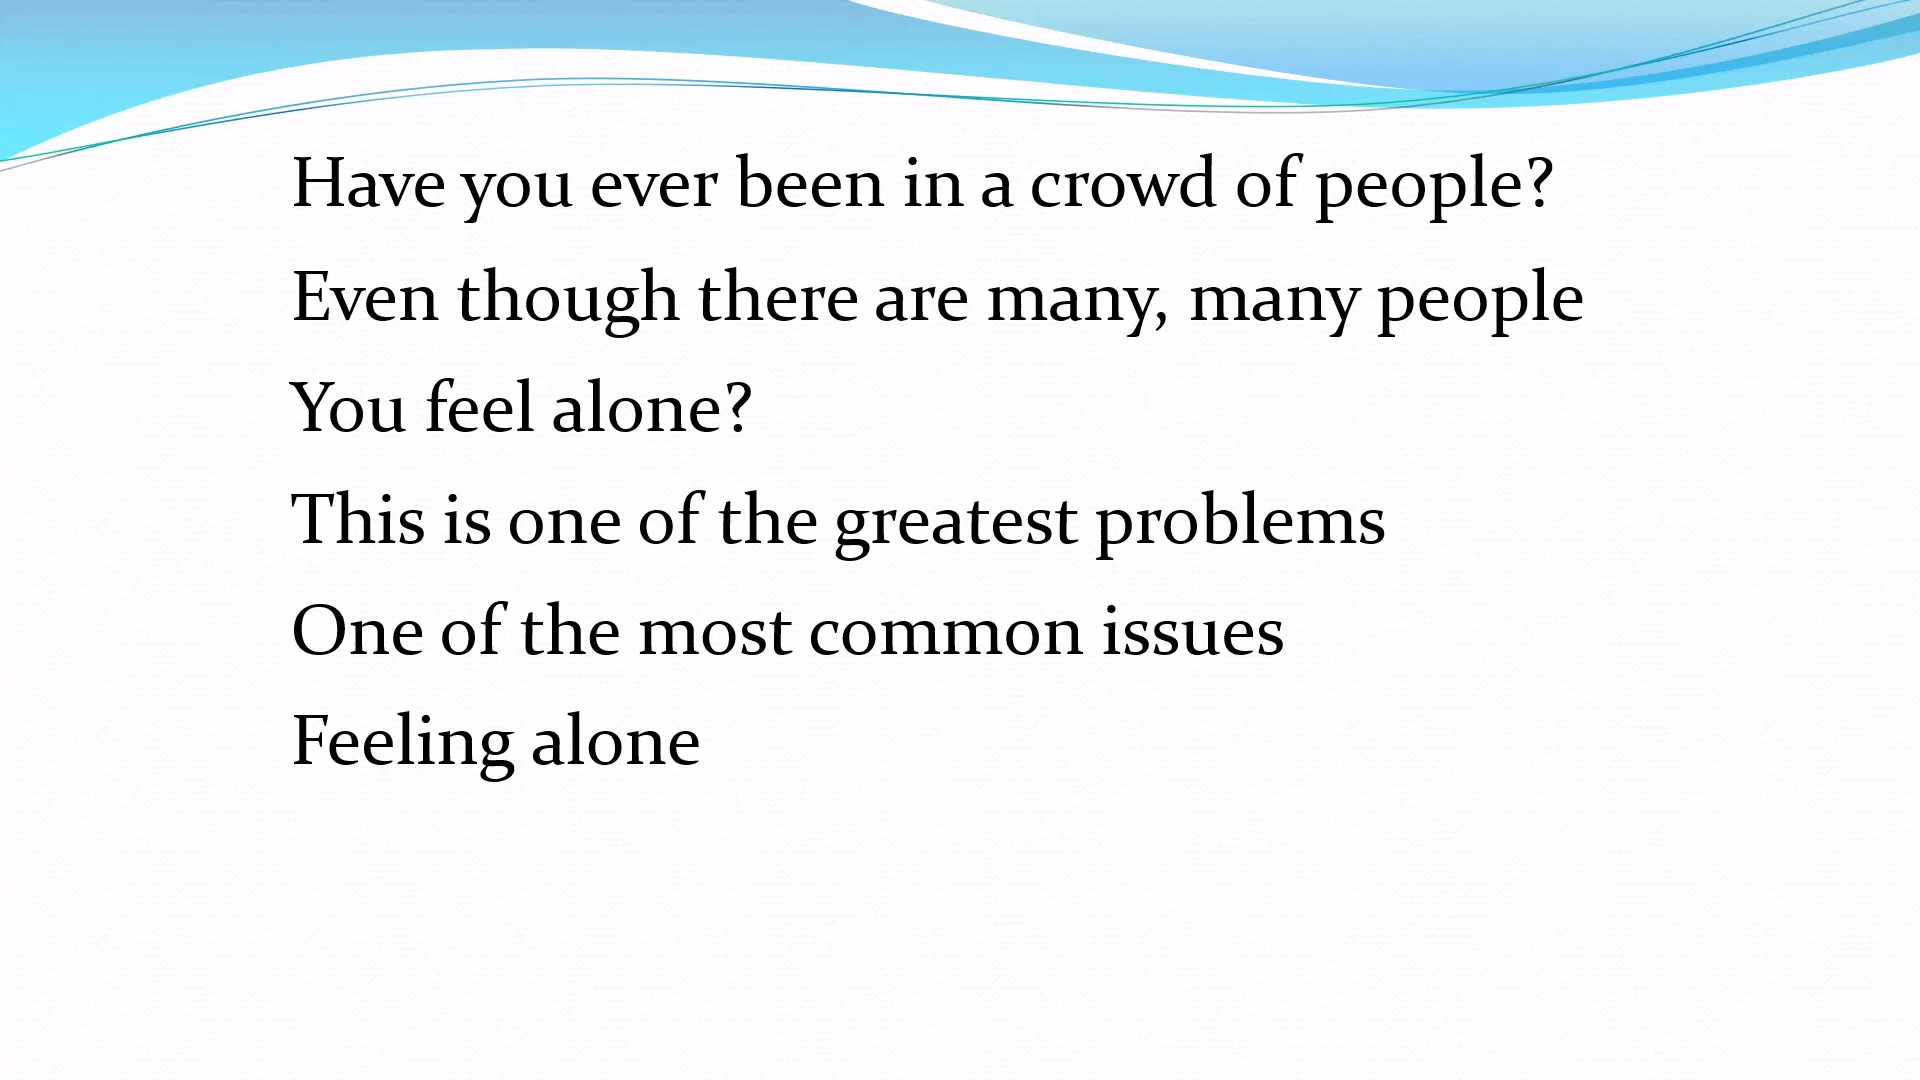 Have you ever been in a crowd of people?
Even though there are many, many people
You feel alone?
This is one of the greatest problems
One of the most common issues
Feeling alone